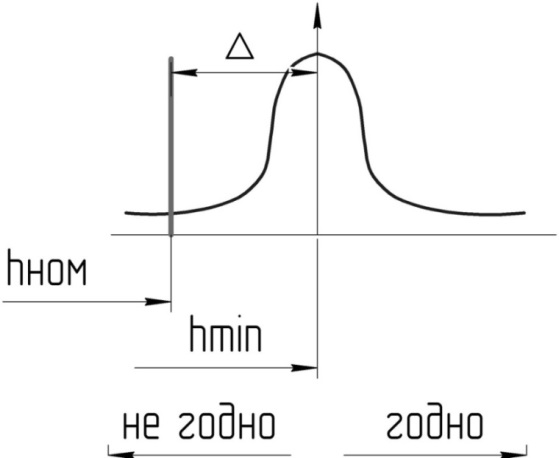 Δ
hном
hmin
не годно
годно